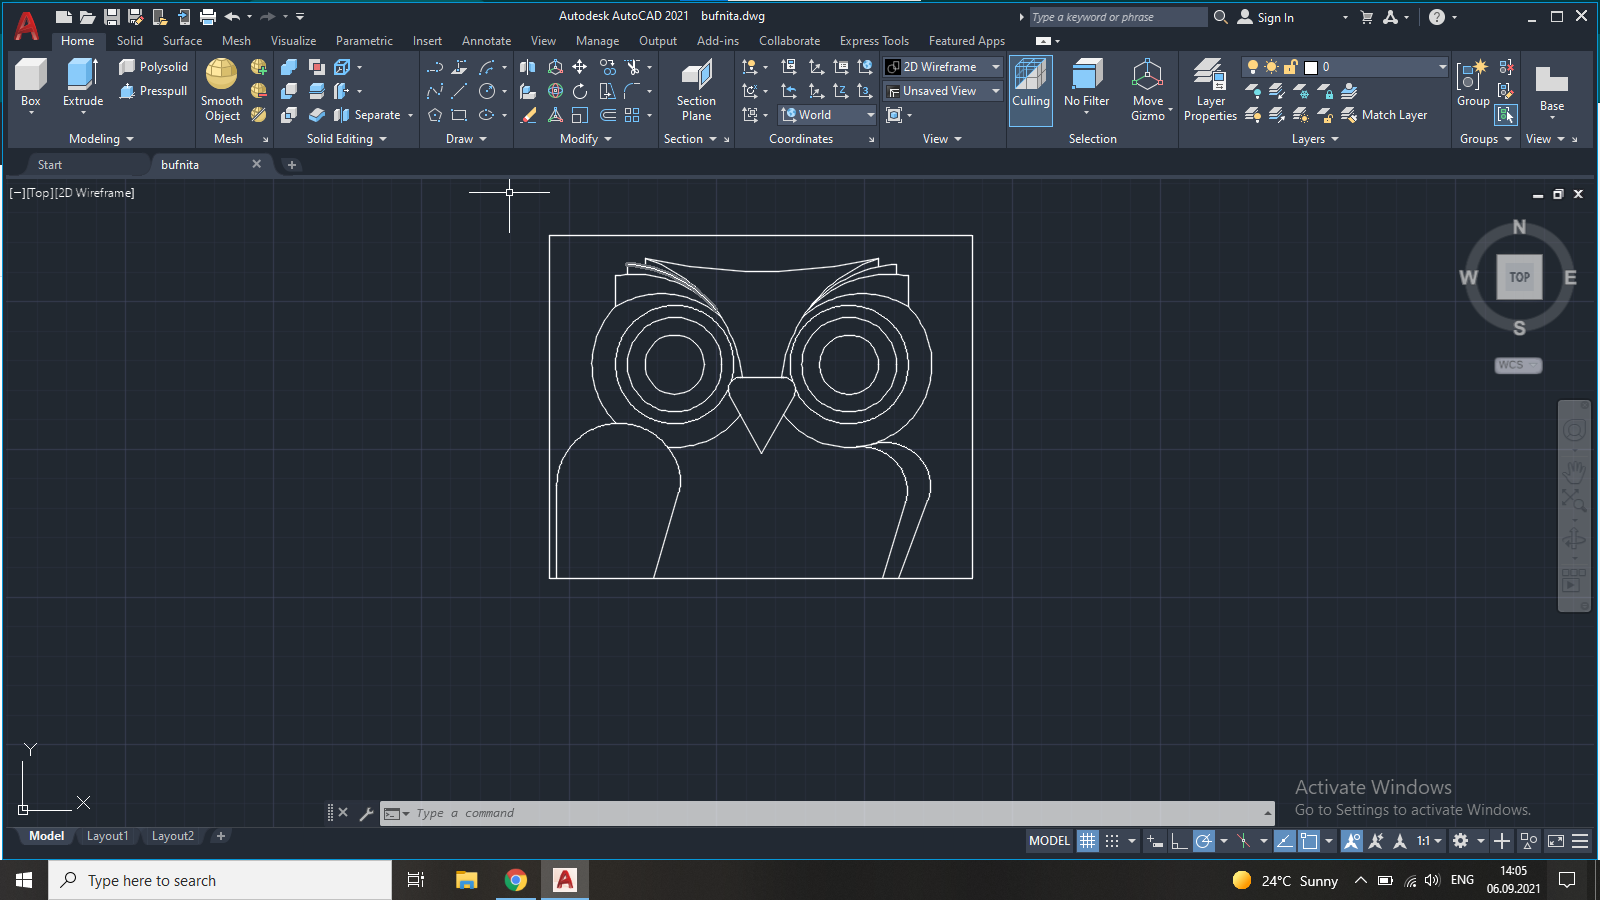 Autodesk AutoCAD 2021 bufnita.dwg
Type a keyword or phrase
Sign In
Home Solid Surface Mesh Visualize Parametric Insert Annotate View Manage Output Add-ins Collaborate Express Tools Featured Apps
Box
Extrude
Polysolid
Presspull
Smooth
Object
Separate
Section
Plane
World
2D Wireframe
Unsaved View
Culling
No Filter
Move
Gizmo
Layer
Properties
0
Match Layer
Group
Base
Modeling
Mesh
Solid Editing
Draw
Modify
Section
Coordinates
View
Selection
Layers
Groups
View
Start
bufnita
[−][Top][2D Wireframe]
N
W
TOP
E
S
WCS
Y
X
Type a command
Activate Windows
Go to Settings to activate Windows.
Model Layout1 Layout2
MODEL
1:1
Type here to search
24°C Sunny
ENG
14:05
06.09.2021